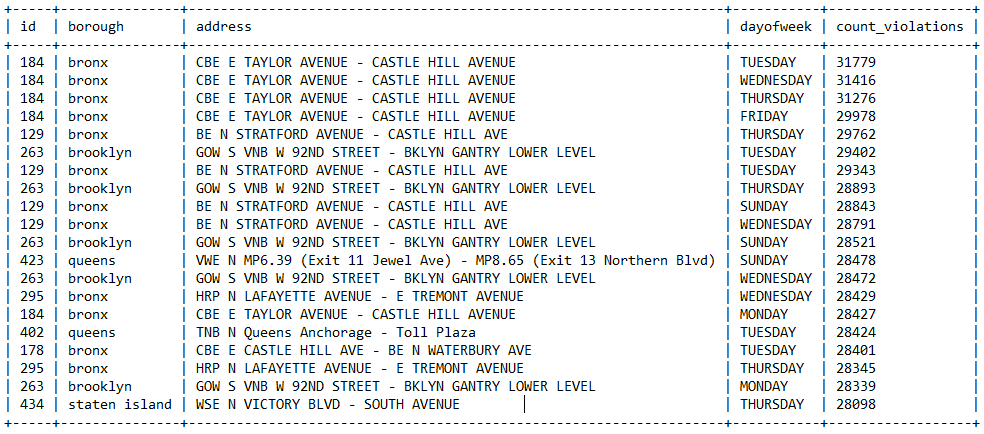 +-----+---------------+------------------------------------------------------------------+-----------+------------------+
| id | borough | address | dayofweek | count_violations |
+-----+---------------+------------------------------------------------------------------+-----------+------------------+
| 184 | bronx | CBE E TAYLOR AVENUE - CASTLE HILL AVENUE | TUESDAY | 31779 |
| 184 | bronx | CBE E TAYLOR AVENUE - CASTLE HILL AVENUE | WEDNESDAY | 31416 |
| 184 | bronx | CBE E TAYLOR AVENUE - CASTLE HILL AVENUE | THURSDAY | 31276 |
| 184 | bronx | CBE E TAYLOR AVENUE - CASTLE HILL AVENUE | FRIDAY | 29978 |
| 129 | bronx | BE N STRATFORD AVENUE - CASTLE HILL AVE | THURSDAY | 29762 |
| 263 | brooklyn | GOW S VNB W 92ND STREET - BKLYN GANTRY LOWER LEVEL | TUESDAY | 29402 |
| 129 | bronx | BE N STRATFORD AVENUE - CASTLE HILL AVE | TUESDAY | 29343 |
| 263 | brooklyn | GOW S VNB W 92ND STREET - BKLYN GANTRY LOWER LEVEL | THURSDAY | 28893 |
| 129 | bronx | BE N STRATFORD AVENUE - CASTLE HILL AVE | SUNDAY | 28843 |
| 129 | bronx | BE N STRATFORD AVENUE - CASTLE HILL AVE | WEDNESDAY | 28791 |
| 263 | brooklyn | GOW S VNB W 92ND STREET - BKLYN GANTRY LOWER LEVEL | SUNDAY | 28521 |
| 423 | queens | VWE N MP6.39 (Exit 11 Jewel Ave) - MP8.65 (Exit 13 Northern Blvd) | SUNDAY | 28478 |
| 263 | brooklyn | GOW S VNB W 92ND STREET - BKLYN GANTRY LOWER LEVEL | WEDNESDAY | 28472 |
| 295 | bronx | HRP N LAFAYETTE AVENUE - E TREMONT AVENUE | WEDNESDAY | 28429 |
| 184 | bronx | CBE E TAYLOR AVENUE - CASTLE HILL AVENUE | MONDAY | 28427 |
| 402 | queens | TNB N Queens Anchorage - Toll Plaza | TUESDAY | 28424 |
| 178 | bronx | CBE E CASTLE HILL AVE - BE N WATERBURY AVE | TUESDAY | 28401 |
| 295 | bronx | HRP N LAFAYETTE AVENUE - E TREMONT AVENUE | THURSDAY | 28345 |
| 263 | brooklyn | GOW S VNB W 92ND STREET - BKLYN GANTRY LOWER LEVEL | MONDAY | 28339 |
| 434 | staten island | WSE N VICTORY BLVD - SOUTH AVENUE | THURSDAY | 28098 |
+-----+---------------+------------------------------------------------------------------+-----------+------------------+